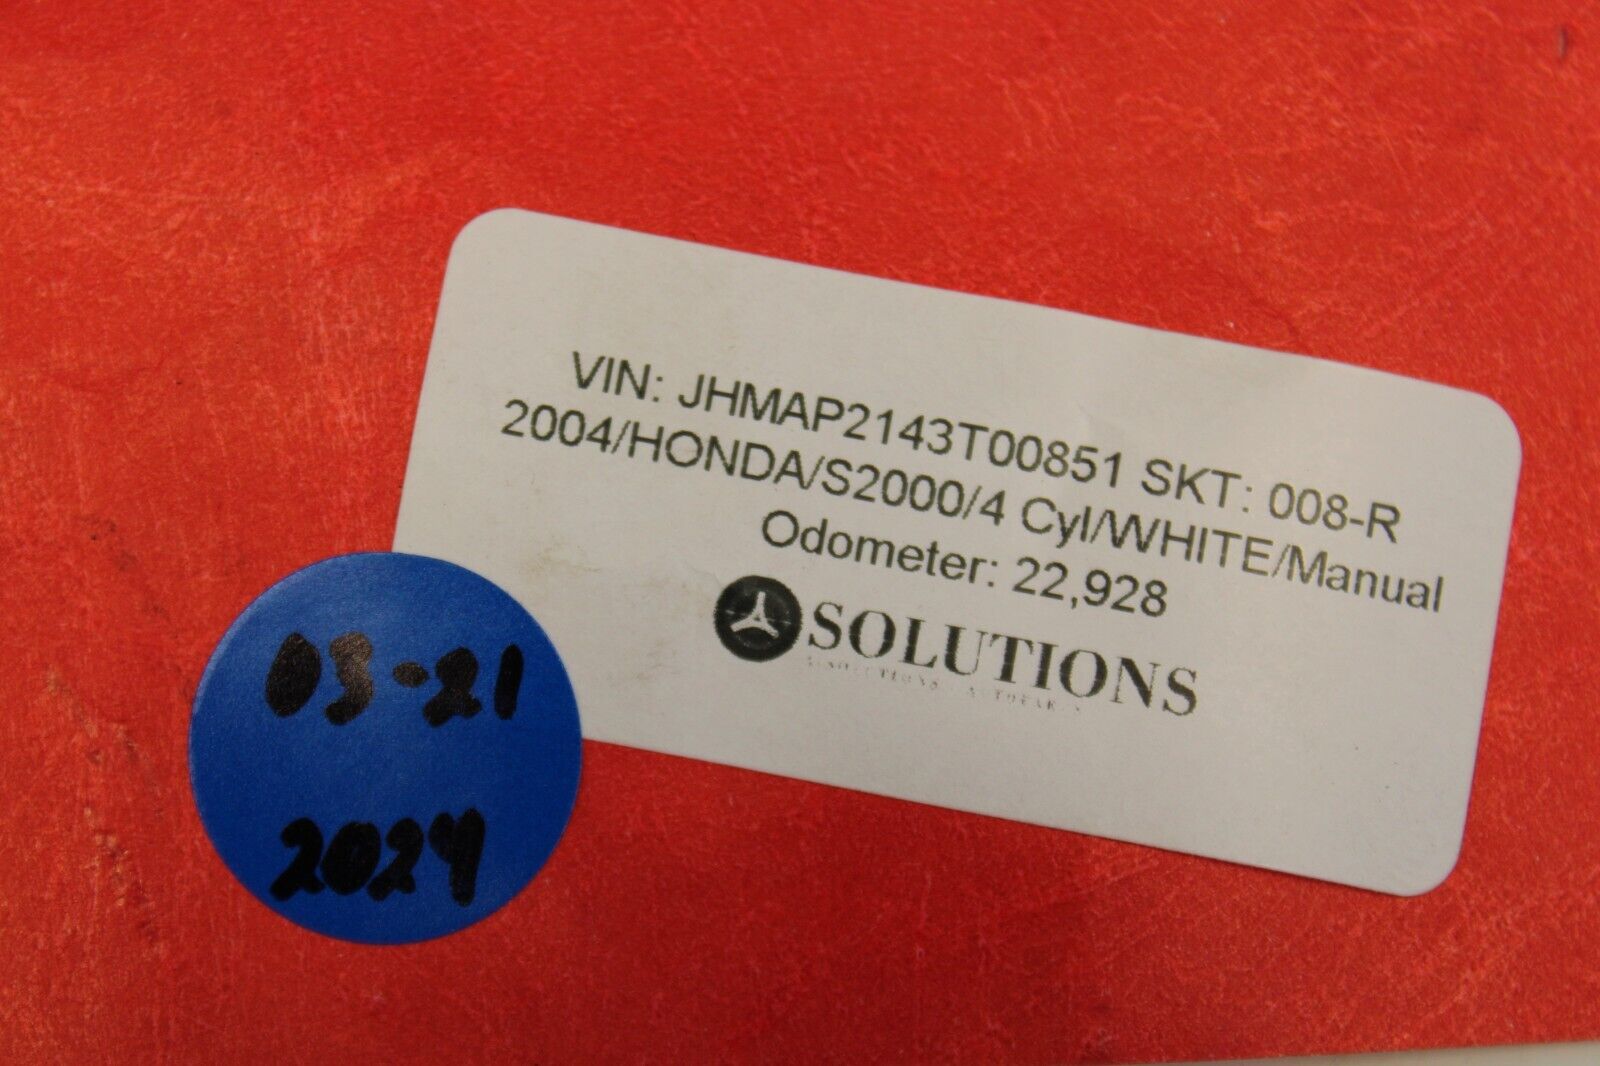 VIN: JHMAP2143T00851 SKT: 008-R
2004/HONDA/S2000/4 Cyl/WHITE/Manual
Odometer: 22,928
SOLUTIONS
03-21
2024